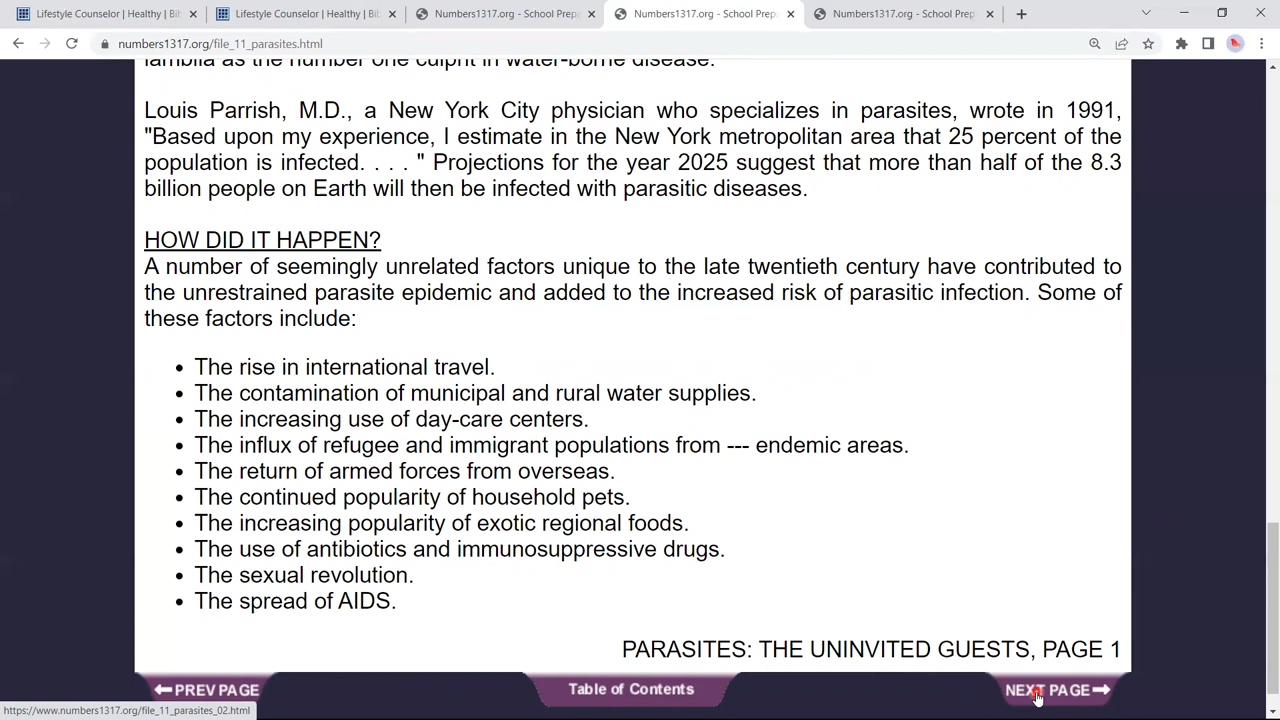 Lifestyle Counselor | Healthy | Bib
Lifestyle Counselor | Healthy | Bib
Numbers1317.org - School Prepa
Numbers1317.org - School Prepa
Numbers1317.org - School Prepa
numbers1317.org/file_11_parasites.html
lamblia as the number one culprit in water-borne disease.
Louis Parrish, M.D., a New York City physician who specializes in parasites, wrote in 1991,
"Based upon my experience, I estimate in the New York metropolitan area that 25 percent of the
population is infected. . . . " Projections for the year 2025 suggest that more than half of the 8.3
billion people on Earth will then be infected with parasitic diseases.
HOW DID IT HAPPEN?
A number of seemingly unrelated factors unique to the late twentieth century have contributed to
the unrestrained parasite epidemic and added to the increased risk of parasitic infection. Some of
these factors include:
• The rise in international travel.
• The contamination of municipal and rural water supplies.
• The increasing use of day-care centers.
• The influx of refugee and immigrant populations from --- endemic areas.
• The return of armed forces from overseas.
• The continued popularity of household pets.
• The increasing popularity of exotic regional foods.
• The use of antibiotics and immunosuppressive drugs.
• The sexual revolution.
• The spread of AIDS.
PARASITES: THE UNINVITED GUESTS, PAGE 1
PREV PAGE
Table of Contents
NEXT PAGE
https://www.numbers1317.org/file_11_parasites_02.html